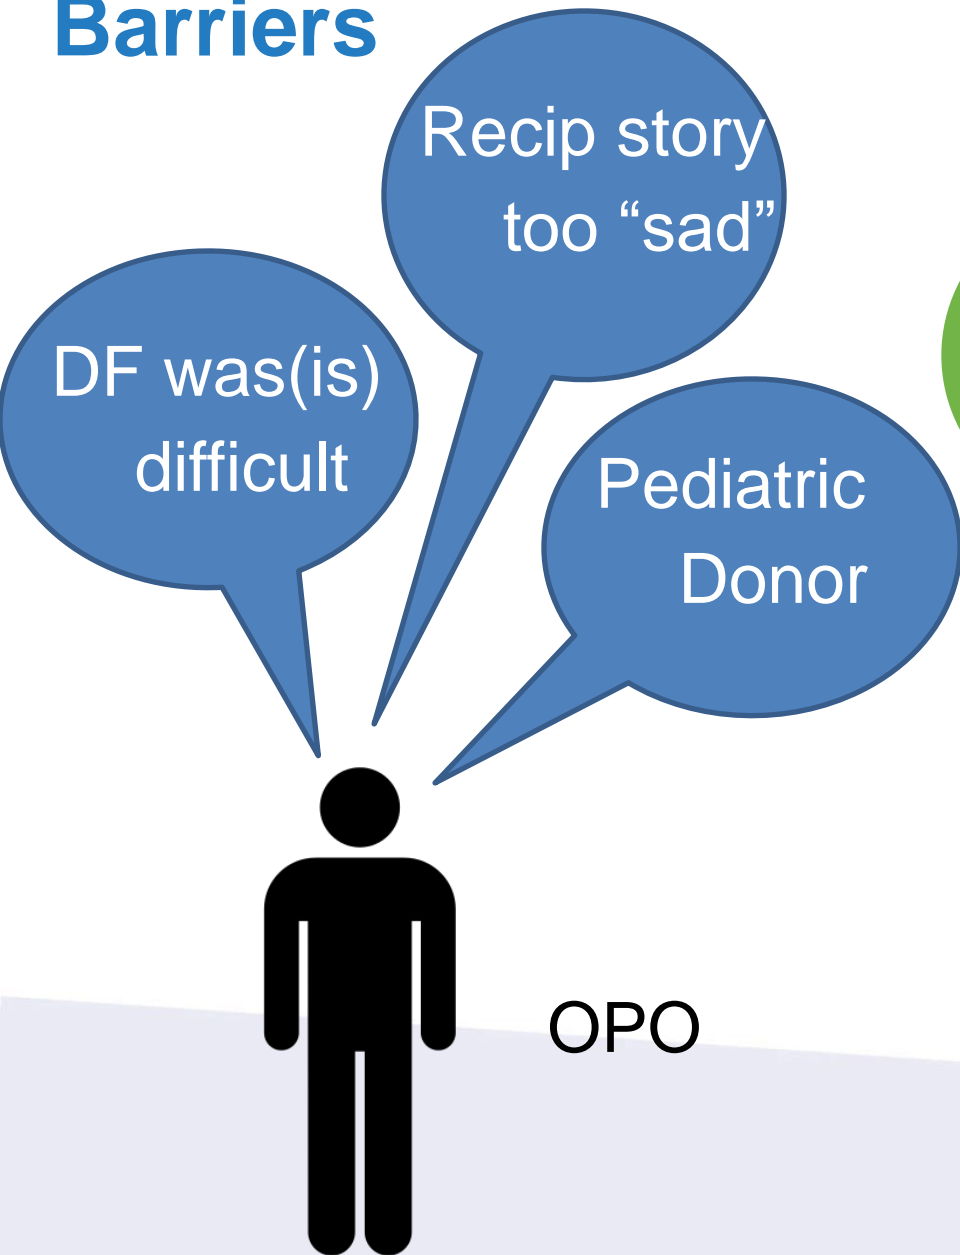 Barriers
Recip story
too “sad”
DF was(is)
difficult
Pediatric
Donor
OPO